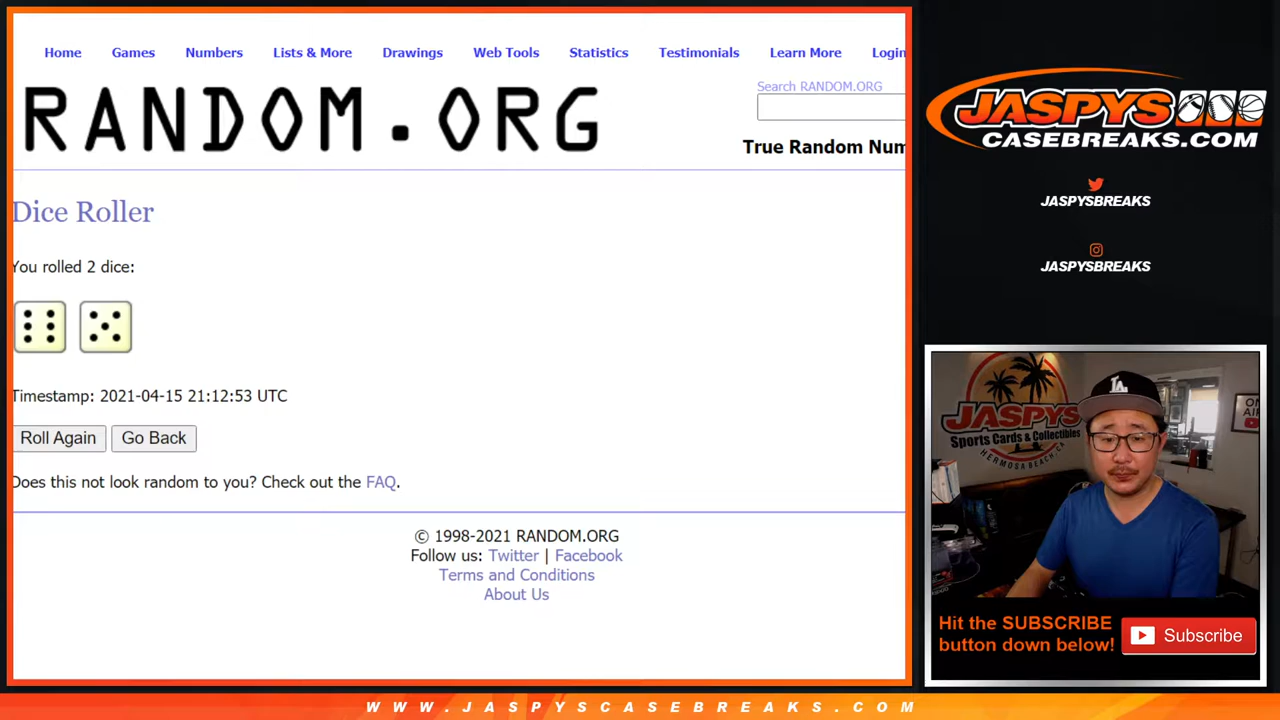 Home Games Numbers Lists & More Drawings Web Tools Statistics Testimonials Learn More Login
RANDOM.ORG
Search RANDOM.ORG
True Random Num
Dice Roller
You rolled 2 dice:
Timestamp: 2021-04-15 21:12:53 UTC
Roll Again Go Back
Does this not look random to you? Check out the FAQ.
© 1998-2021 RANDOM.ORG
Follow us: Twitter | Facebook
Terms and Conditions
About Us
JASPYS
CASEBREAKS.COM
JASPYSBREAKS
JASPYSBREAKS
JASPYS
Sports Cards & Collectibles
HERMOSA BEACH, CA
LA
ON
AIR
Hit the SUBSCRIBE
button down below!
Subscribe
WWW.JASPYSCASEBREAKS.COM